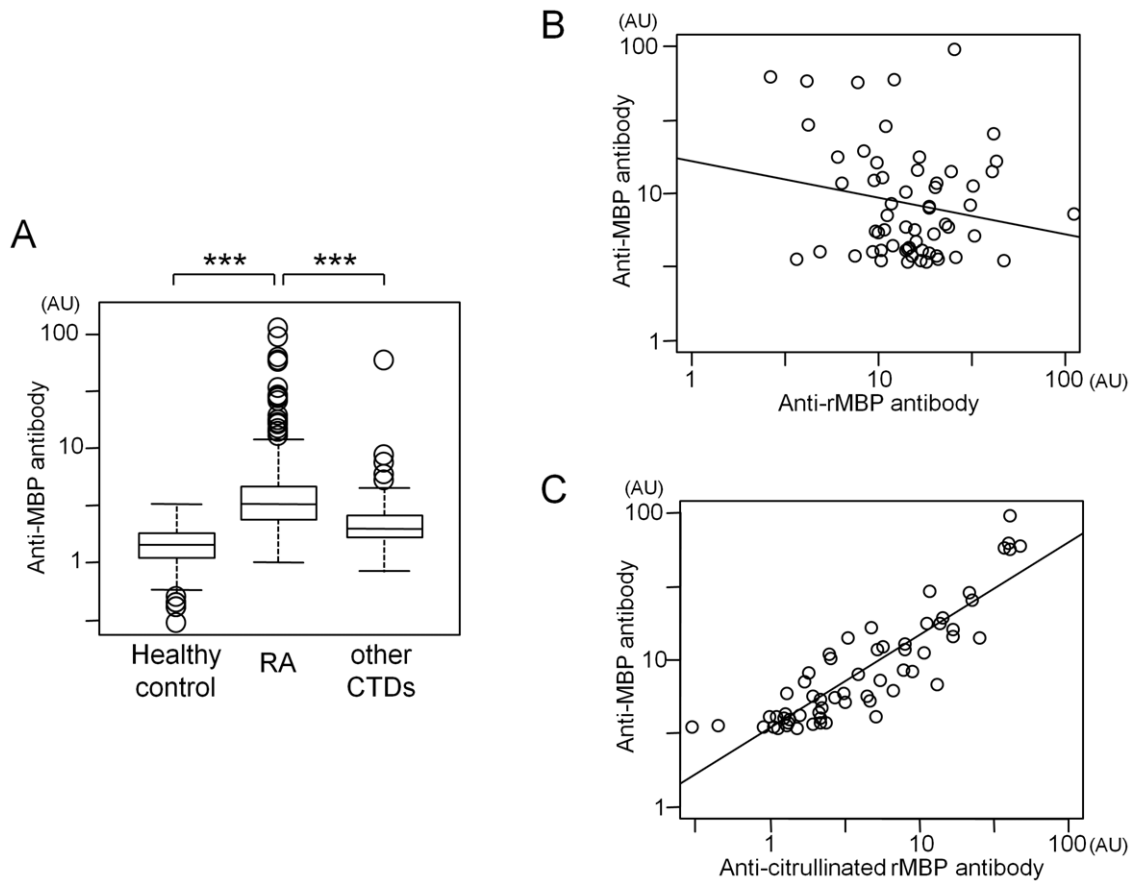 A
*** ***
(AU)
100
10
1
Anti-MBP antibody
Healthy
control
RA
other
CTDs
B
(AU)
100
10
1
Anti-MBP antibody
1 10 100 (AU)
Anti-rMBP antibody
C
(AU)
100
10
1
Anti-MBP antibody
1 10 100 (AU)
Anti-citrullinated rMBP antibody